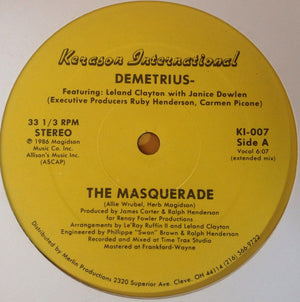 Kerason International
DEMETRIUS-
Featuring: Leland Clayton with Janice Dowlen
(Executive Producers Ruby Henderson, Carmen Picone)
33 1/3 RPM
STEREO
℗ 1986 Magidson
Music Co. Inc.
Allison's Music Inc.
(ASCAP)
KI-007
Side A
Vocal 6:07
(extended mix)
THE MASQUERADE
(Allie Wrubel, Herb Magidson)
Produced by James Carter & Ralph Henderson
for Renny Fowler Productions
Arrangements by Le'Ray Ruffin II and Leland Clayton
Engineered by Philippe "Swan" Brown & Ralph Henderson
Recorded and Mixed at Time Trax Studio
Mastered at Frankford-Wayne
Distributed by Merlin Productions 2320 Superior Ave. Cleve. OH 44114 (216) 566-9722